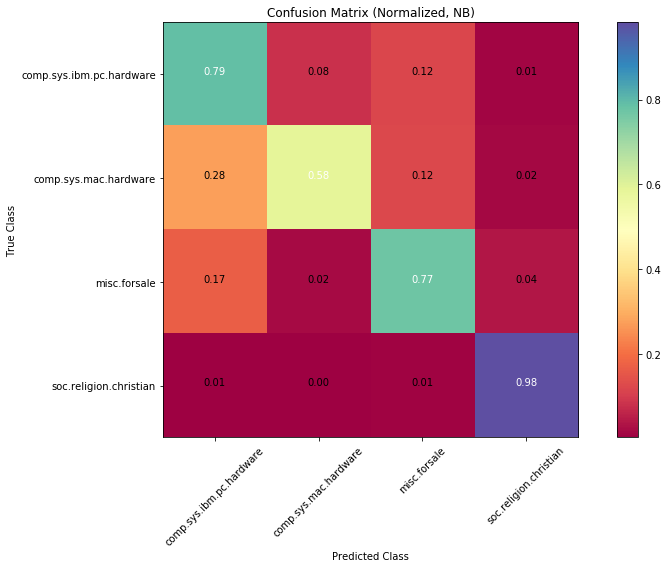 Confusion Matrix (Normalized, NB)
True Class
comp.sys.ibm.pc.hardware
0.79 0.08 0.12 0.01
comp.sys.mac.hardware
0.28 0.58 0.12 0.02
misc.forsale
0.17 0.02 0.77 0.04
soc.religion.christian
0.01 0.00 0.01 0.98
comp.sys.ibm.pc.hardware
comp.sys.mac.hardware
misc.forsale
soc.religion.christian
Predicted Class
0.8
0.6
0.4
0.2